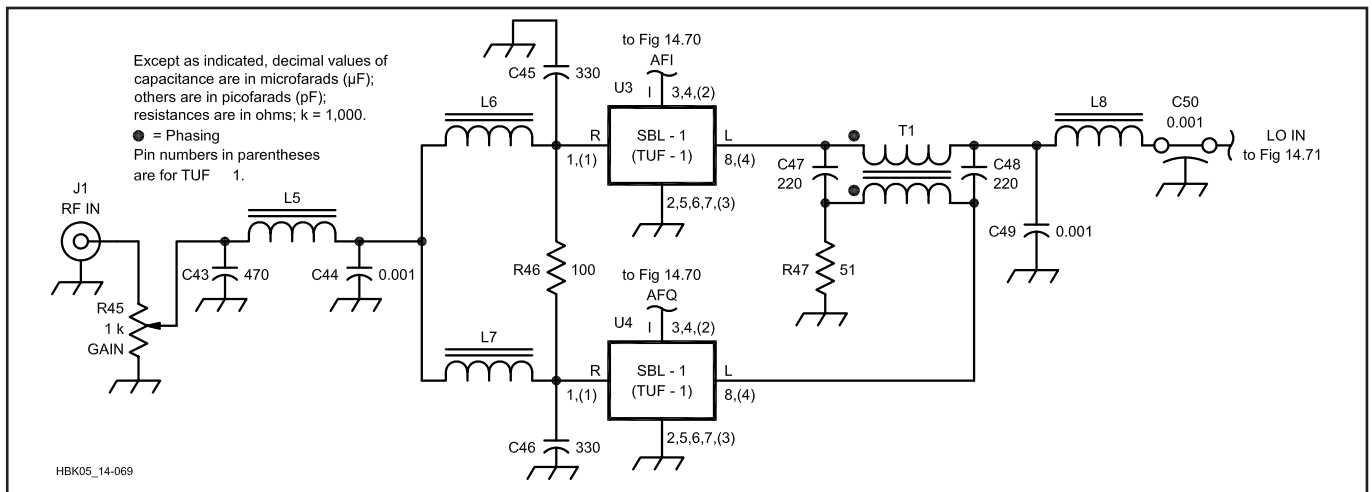 Except as indicated, decimal values of
capacitance are in microfarads (µF);
others are in picofarads (pF);
resistances are in ohms; k = 1,000.
= Phasing
Pin numbers in parentheses
are for TUF 1.
J1
RF IN
R45
1 k
GAIN
C43
470
L5
C44
0.001
L6
L7
C45
330
R46
100
C46
330
to Fig 14.70
AFI
U3
I
3,4,(2)
R
1,(1)
SBL - 1
(TUF - 1)
L
8,(4)
2,5,6,7,(3)
to Fig 14.70
AFQ
U4
I
3,4,(2)
R
1,(1)
SBL - 1
(TUF - 1)
L
8,(4)
2,5,6,7,(3)
C47
220
T1
C48
220
R47
51
C49
0.001
L8
C50
0.001
LO IN
to Fig 14.71
HBK05_14-069